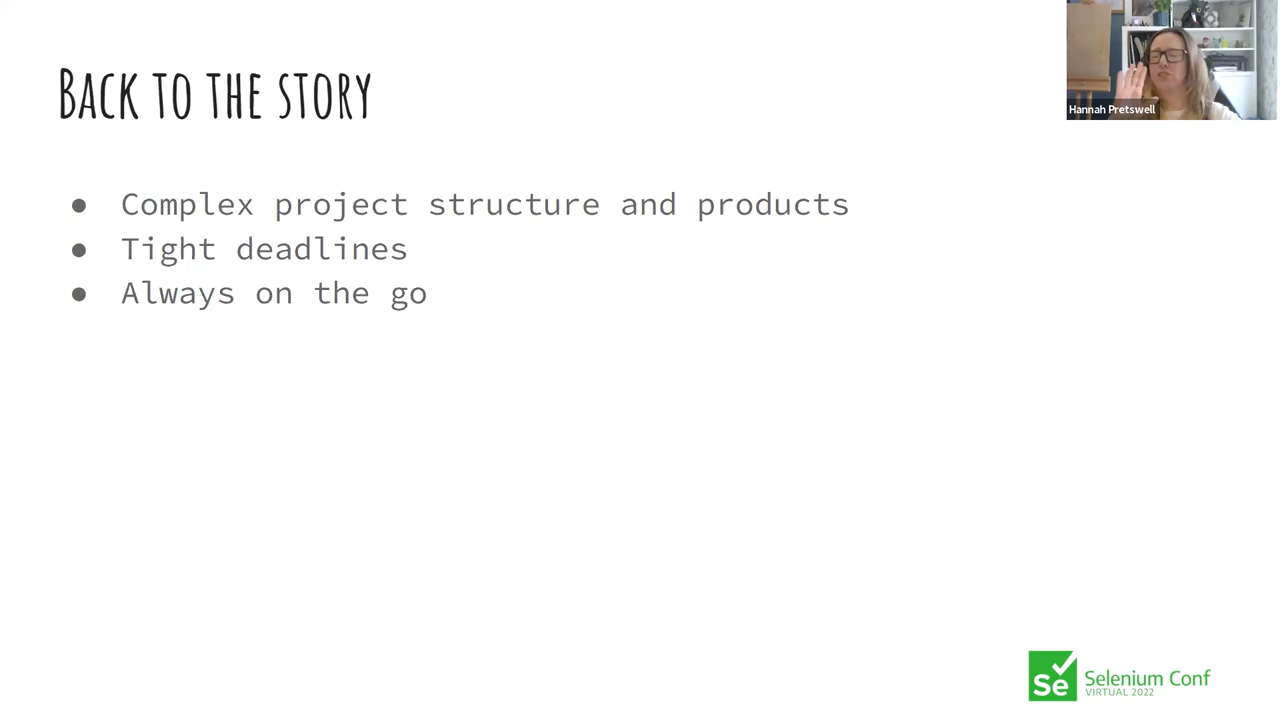 Back to the story
Hannah Pretswell
● Complex project structure and products
● Tight deadlines
● Always on the go
Se
Selenium Conf
VIRTUAL 2022